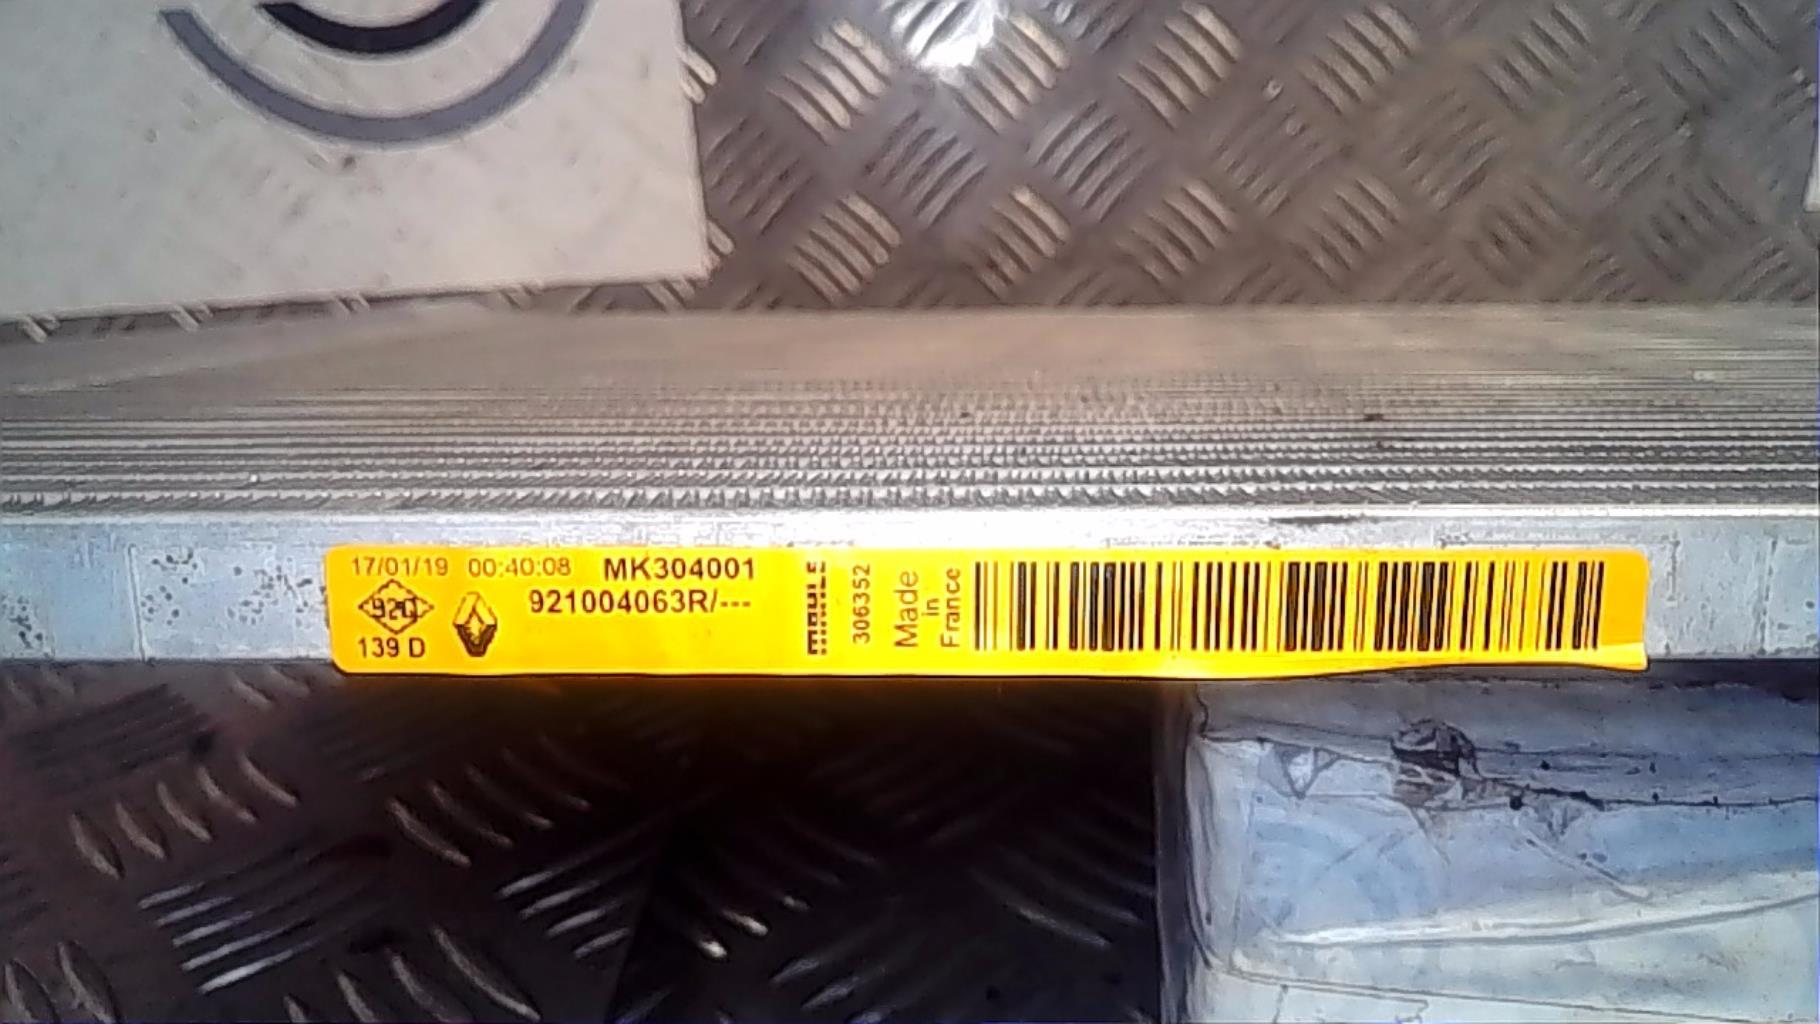 17/01/19 00:40:08 MK304001
920
921004063R/---
139 D
MAHLE
306352
Made
in
France